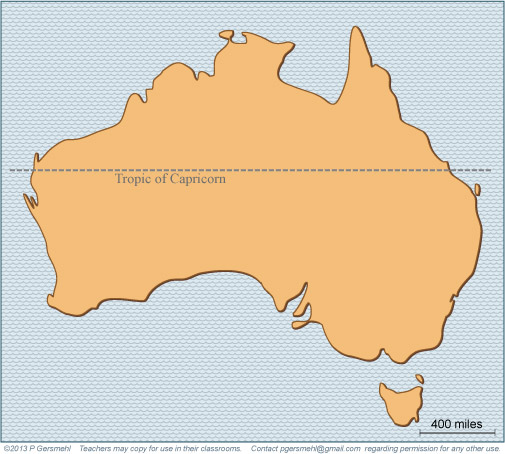 Tropic of Capricorn
400 miles
©2013 P Gersmehl Teachers may copy for use in their classrooms. Contact pgersmehl@gmail.com regarding permission for any other use.